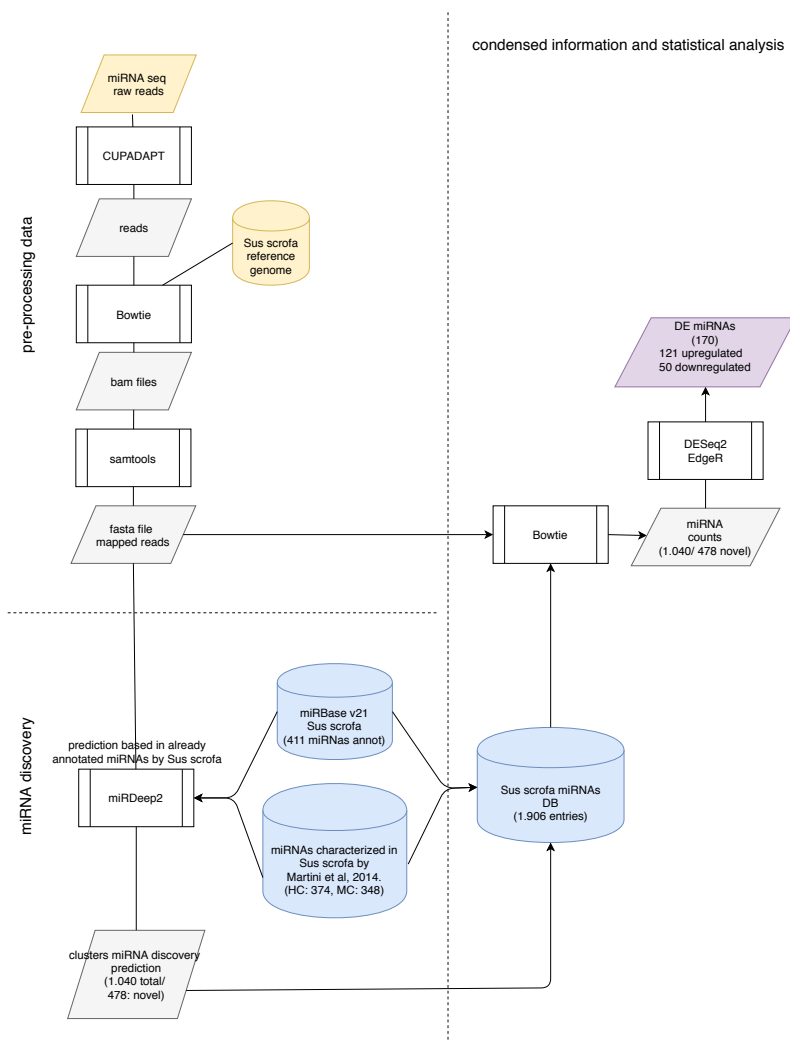 condensed information and statistical analysis
pre-processing data
miRNA seq
raw reads
CUPADAPT
reads
Sus scrofa
reference
genome
Bowtie
bam files
samtools
fasta file
mapped reads
Bowtie
miRNA
counts
(1.040/ 478 novel)
DESeq2
EdgeR
DE miRNAs
(170)
121 upregulated
50 downregulated
miRNA discovery
prediction based in already
annotated miRNAs by Sus scrofa
miRDeep2
miRBase v21
Sus scrofa
(411 miRNas annot)
miRNAs characterized in
Sus scrofa by
Martini et al, 2014.
(HC: 374, MC: 348)
Sus scrofa miRNAs
DB
(1.906 entries)
clusters miRNA discovery
prediction
(1.040 total/
478: novel)